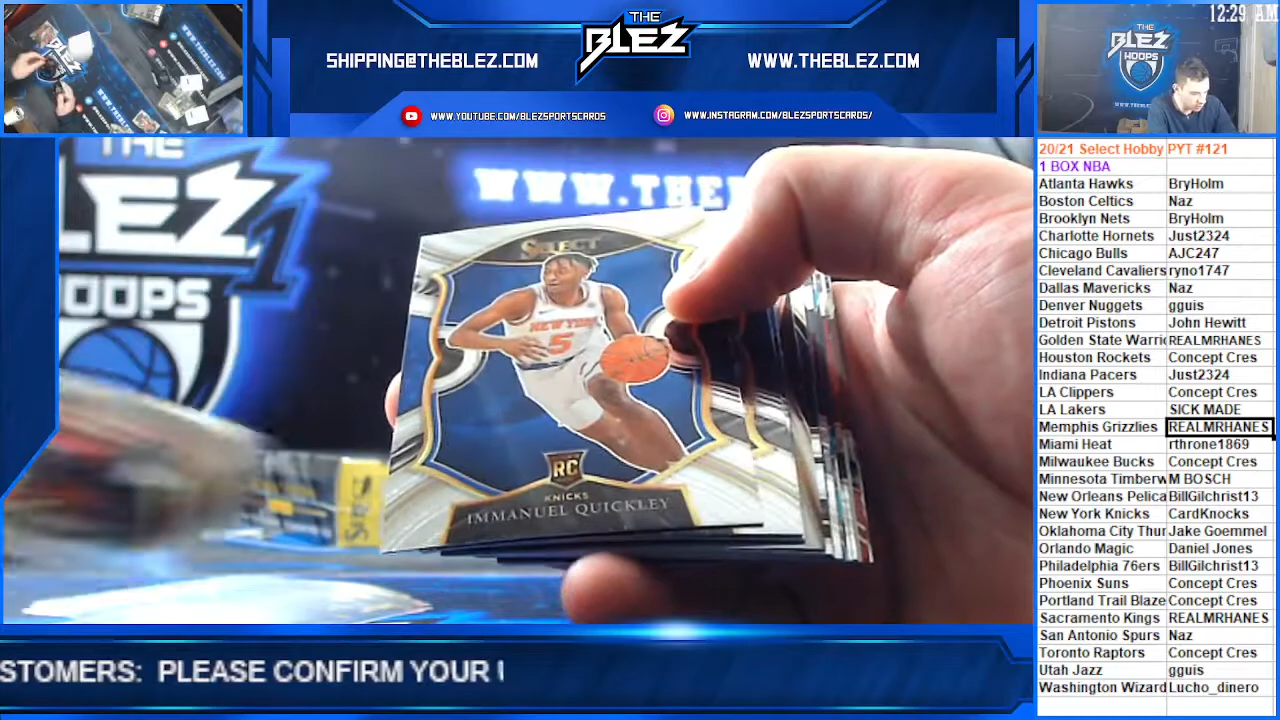 THE
BLEZ
SHIPPING@THEBLEZ.COM
WWW.THEBLEZ.COM
WWW.YOUTUBE.COM/BLEZSPORTSCARDS
WWW.INSTAGRAM.COM/BLEZSPORTSCARDS/
12:29 AM
THE
BLEZ
HOOPS
THE
LEZ
HOOPS
1
WWW.THE
SELECT
NEW YORK
5
RC
KNICKS
IMMANUEL QUICKLEY
STOMERS: PLEASE CONFIRM YOUR
20/21 Select Hobby PYT #121
1 BOX NBA
Atlanta Hawks BryHolm
Boston Celtics Naz
Brooklyn Nets BryHolm
Charlotte Hornets Just2324
Chicago Bulls AJC247
Cleveland Cavaliers ryno1747
Dallas Mavericks Naz
Denver Nuggets gguis
Detroit Pistons John Hewitt
Golden State Warri REALMRHANES
Houston Rockets Concept Cres
Indiana Pacers Just2324
LA Clippers Concept Cres
LA Lakers SICK MADE
Memphis Grizzlies REALMRHANES
Miami Heat rthrone1869
Milwaukee Bucks Concept Cres
Minnesota Timberw M BOSCH
New Orleans Pelica BillGilchrist13
New York Knicks CardKnocks
Oklahoma City Thur Jake Goemmel
Orlando Magic Daniel Jones
Philadelphia 76ers BillGilchrist13
Phoenix Suns Concept Cres
Portland Trail Blaze Concept Cres
Sacramento Kings REALMRHANES
San Antonio Spurs Naz
Toronto Raptors Concept Cres
Utah Jazz gguis
Washington Wizard Lucho_dinero